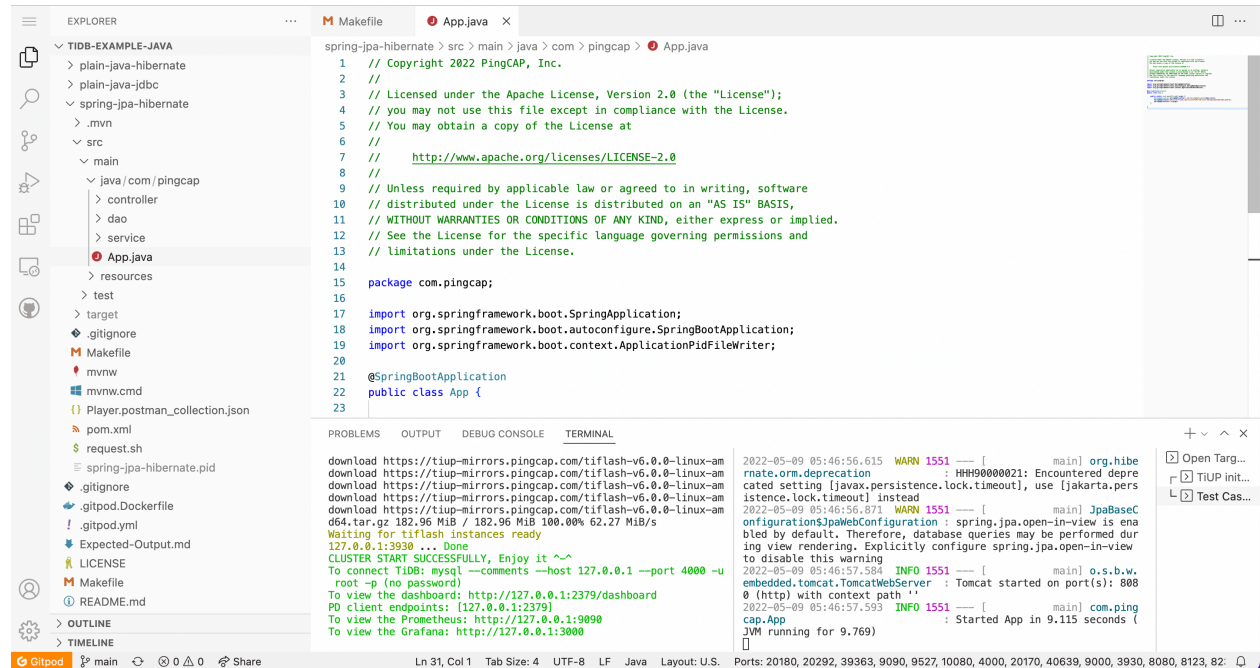 EXPLORER
TIDB-EXAMPLE-JAVA
plain-java-hibernate
plain-java-jdbc
spring-jpa-hibernate
.mvn
src
main
java/com/pingcap
controller
dao
service
App.java
resources
test
target
.gitignore
Makefile
mvnw
mvnw.cmd
Player.postman_collection.json
pom.xml
request.sh
spring-jpa-hibernate.pid
.gitignore
.gitpod.Dockerfile
.gitpod.yml
Expected-Output.md
LICENSE
Makefile
README.md
OUTLINE
TIMELINE
Makefile
App.java
spring-jpa-hibernate > src > main > java > com > pingcap > App.java
1 // Copyright 2022 PingCAP, Inc.
2 //
3 // Licensed under the Apache License, Version 2.0 (the "License");
4 // you may not use this file except in compliance with the License.
5 // You may obtain a copy of the License at
6 //
7 //     http://www.apache.org/licenses/LICENSE-2.0
8 //
9 // Unless required by applicable law or agreed to in writing, software
10 // distributed under the License is distributed on an "AS IS" BASIS,
11 // WITHOUT WARRANTIES OR CONDITIONS OF ANY KIND, either express or implied.
12 // See the License for the specific language governing permissions and
13 // limitations under the License.
14
15 package com.pingcap;
16
17 import org.springframework.boot.SpringApplication;
18 import org.springframework.boot.autoconfigure.SpringBootApplication;
19 import org.springframework.boot.context.ApplicationPidFileWriter;
20
21 @SpringBootApplication
22 public class App {
23
PROBLEMS OUTPUT DEBUG CONSOLE TERMINAL
download https://tiup-mirrors.pingcap.com/tiflash-v6.0.0-linux-am
download https://tiup-mirrors.pingcap.com/tiflash-v6.0.0-linux-am
download https://tiup-mirrors.pingcap.com/tiflash-v6.0.0-linux-am
download https://tiup-mirrors.pingcap.com/tiflash-v6.0.0-linux-am
download https://tiup-mirrors.pingcap.com/tiflash-v6.0.0-linux-am
d64.tar.gz 182.96 MiB / 182.96 MiB 100.00% 62.27 MiB/s
Waiting for tiflash instances ready
127.0.0.1:3930 ... Done
CLUSTER START SUCCESSFULLY, Enjoy it ^-^
To connect TiDB: mysql --comments --host 127.0.0.1 --port 4000 -u
root -p (no password)
To view the dashboard: http://127.0.0.1:2379/dashboard
PD client endpoints: [127.0.0.1:2379]
To view the Prometheus: http://127.0.0.1:9090
To view the Grafana: http://127.0.0.1:3000
2022-05-09 05:46:56.615 WARN 1551 --- [ main] org.hibe
rnate.orm.deprecation : HHH90000021: Encountered depre
cated setting [javax.persistence.lock.timeout], use [jakarta.pers
istence.lock.timeout] instead
2022-05-09 05:46:56.871 WARN 1551 --- [ main] JpaBaseC
onfiguration$JpaWebConfiguration : spring.jpa.open-in-view is ena
bled by default. Therefore, database queries may be performed dur
ing view rendering. Explicitly configure spring.jpa.open-in-view
to disable this warning
2022-05-09 05:46:57.584 INFO 1551 --- [ main] o.s.b.w.
embedded.tomcat.TomcatWebServer : Tomcat started on port(s): 808
0 (http) with context path ''
2022-05-09 05:46:57.593 INFO 1551 --- [ main] com.ping
cap.App : Started App in 9.115 seconds (
JVM running for 9.769)
Open Targ...
TiUP init...
Test Cas...
Gitpod main 0 0 Share Ln 31, Col 1 Tab Size: 4 UTF-8 LF Java Layout: U.S. Ports: 20180, 20292, 39363, 9090, 9527, 10080, 4000, 20170, 40639, 9000, 3930, 8080, 8123, 82: